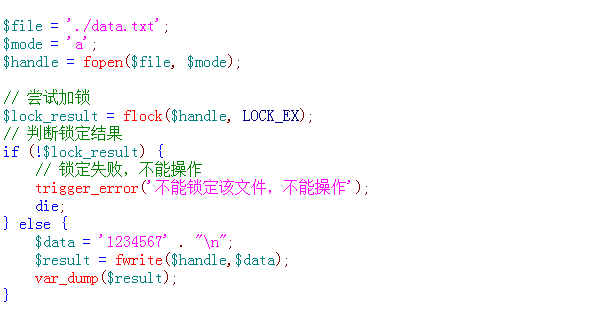 $file = './data.txt';
$mode = 'a';
$handle = fopen($file, $mode);
// 尝试加锁
$lock_result = flock($handle, LOCK_EX);
// 判断锁定结果
if (!$lock_result) {
    // 锁定失败，不能操作
    trigger_error('不能锁定该文件，不能操作');
    die;
} else {
    $data = '1234567' . "\n";
    $result = fwrite($handle,$data);
    var_dump($result);
}